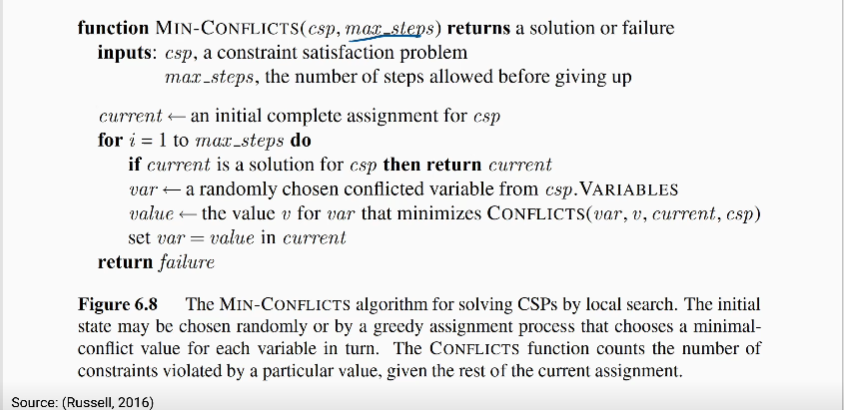 function MIN-CONFLICTS(csp, max_steps) returns a solution or failure
inputs: csp, a constraint satisfaction problem
max_steps, the number of steps allowed before giving up
current ← an initial complete assignment for csp
for i = 1 to max_steps do
if current is a solution for csp then return current
var ← a randomly chosen conflicted variable from csp.VARIABLES
value ← the value v for var that minimizes CONFLICTS(var, v, current, csp)
set var = value in current
return failure
Figure 6.8 The MIN-CONFLICTS algorithm for solving CSPs by local search. The initial
state may be chosen randomly or by a greedy assignment process that chooses a minimal-
conflict value for each variable in turn. The CONFLICTS function counts the number of
constraints violated by a particular value, given the rest of the current assignment.
Source: (Russell, 2016)